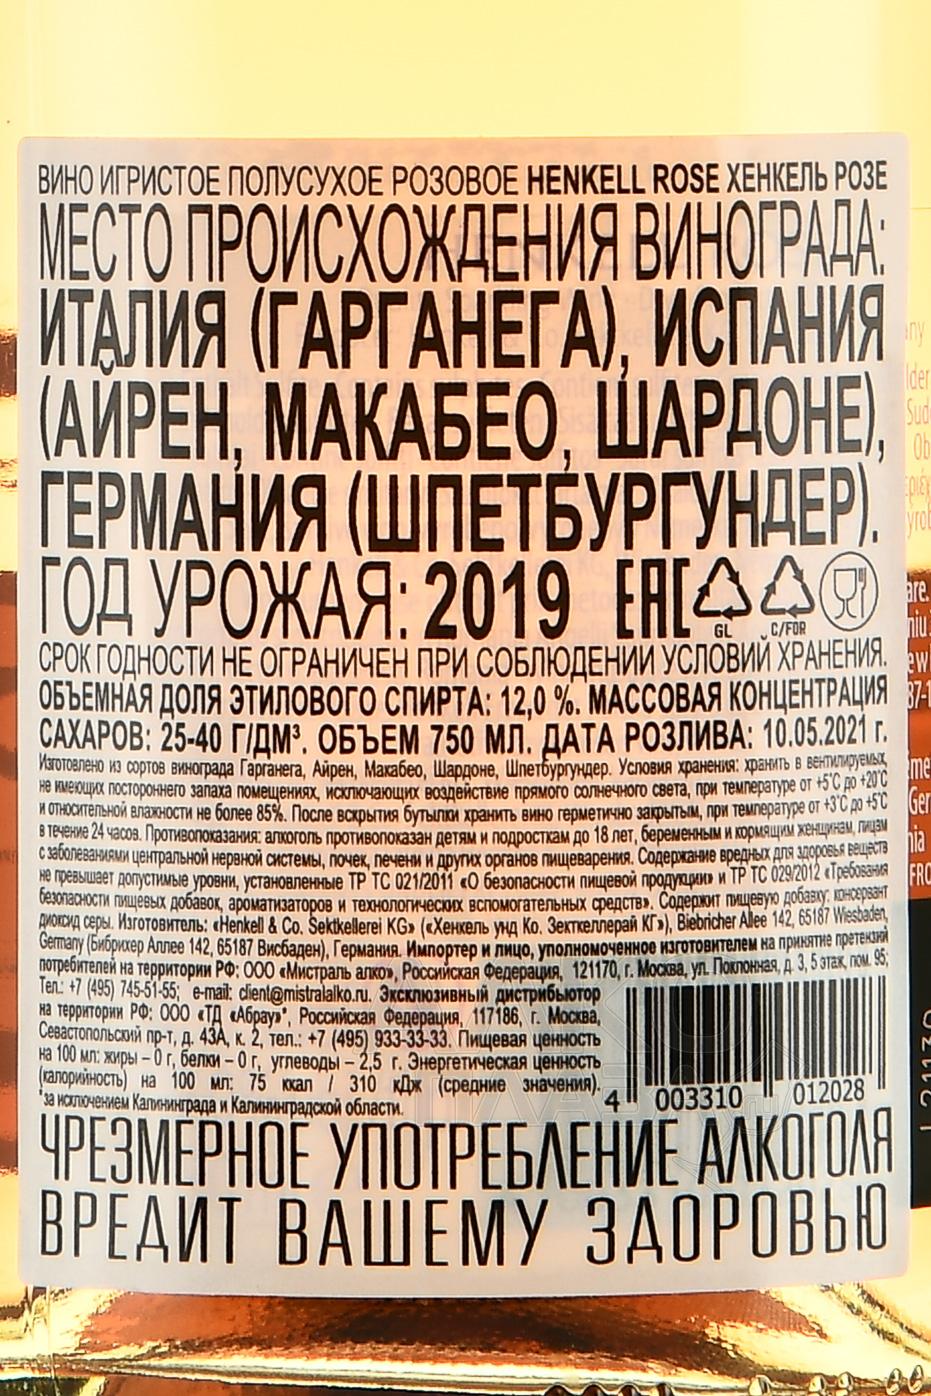 ВИНО ИГРИСТОЕ ПОЛУСУХОЕ РОЗОВОЕ HENKELL ROSE ХЕНКЕЛЬ РОЗЕ
МЕСТО ПРОИСХОЖДЕНИЯ ВИНОГРАДА:
ИТАЛИЯ (ГАРГАНЕГА), ИСПАНИЯ
(АЙРЕН, МАКАБЕО, ШАРДОНЕ),
ГЕРМАНИЯ (ШПЕТБУРГУНДЕР).
ГОД УРОЖАЯ: 2019 EAC
GL C/FOR
СРОК ГОДНОСТИ НЕ ОГРАНИЧЕН ПРИ СОБЛЮДЕНИИ УСЛОВИЙ ХРАНЕНИЯ.
ОБЪЕМНАЯ ДОЛЯ ЭТИЛОВОГО СПИРТА: 12,0 %. МАССОВАЯ КОНЦЕНТРАЦИЯ
САХАРОВ: 25-40 Г/ДМ³. ОБЪЕМ 750 МЛ. ДАТА РОЗЛИВА: 10.05.2021 г.
Изготовлено из сортов винограда Гарганега, Айрен, Макабео, Шардоне, Шпетбургундер. Условия хранения: хранить в вентилируемых,
не имеющих постороннего запаха помещениях, исключающих воздействие прямого солнечного света, при температуре от +5°С до +20°С
и относительной влажности не более 85%. После вскрытия бутылки хранить вино герметично закрытым, при температуре от +3°С до +5°С
в течение 24 часов. Противопоказания: алкоголь противопоказан детям и подросткам до 18 лет, беременным и кормящим женщинам, лицам
с заболеваниями центральной нервной системы, почек, печени и других органов пищеварения. Содержание вредных для здоровья веществ
не превышает допустимые уровни, установленные ТР ТС 021/2011 «О безопасности пищевой продукции» и ТР ТС 029/2012 «Требования
безопасности пищевых добавок, ароматизаторов и технологических вспомогательных средств». Содержит пищевую добавку: консервант
диоксид серы. Изготовитель: «Henkell & Co. Sektkellerei KG» («Хенкель унд Ко. Зекткеллерай КГ»), Biebricher Allee 142, 65187 Wiesbaden,
Germany (Бибрихер Аллее 142, 65187 Висбаден), Германия. Импортер и лицо, уполномоченное изготовителем на принятие претензий
потребителей на территории РФ: ООО «Мистраль алко», Российская Федерация, 121170, г. Москва, ул. Поклонная, д. 3, 5 этаж, пом. 95;
Тел.: +7 (495) 745-51-55; e-mail: client@mistralalko.ru. Эксклюзивный дистрибьютор
на территории РФ: ООО «ТД «Абрау»*, Российская Федерация, 117186, г. Москва,
Севастопольский пр-т, д. 43А, к. 2, тел.: +7 (495) 933-33-33. Пищевая ценность
на 100 мл: жиры – 0 г, белки – 0 г, углеводы – 2,5 г. Энергетическая ценность
(калорийность) на 100 мл: 75 ккал / 310 кДж (средние значения).
*за исключением Калининграда и Калининградской области.
4 003310 012028
ЧРЕЗМЕРНОЕ УПОТРЕБЛЕНИЕ АЛКОГОЛЯ
ВРЕДИТ ВАШЕМУ ЗДОРОВЬЮ